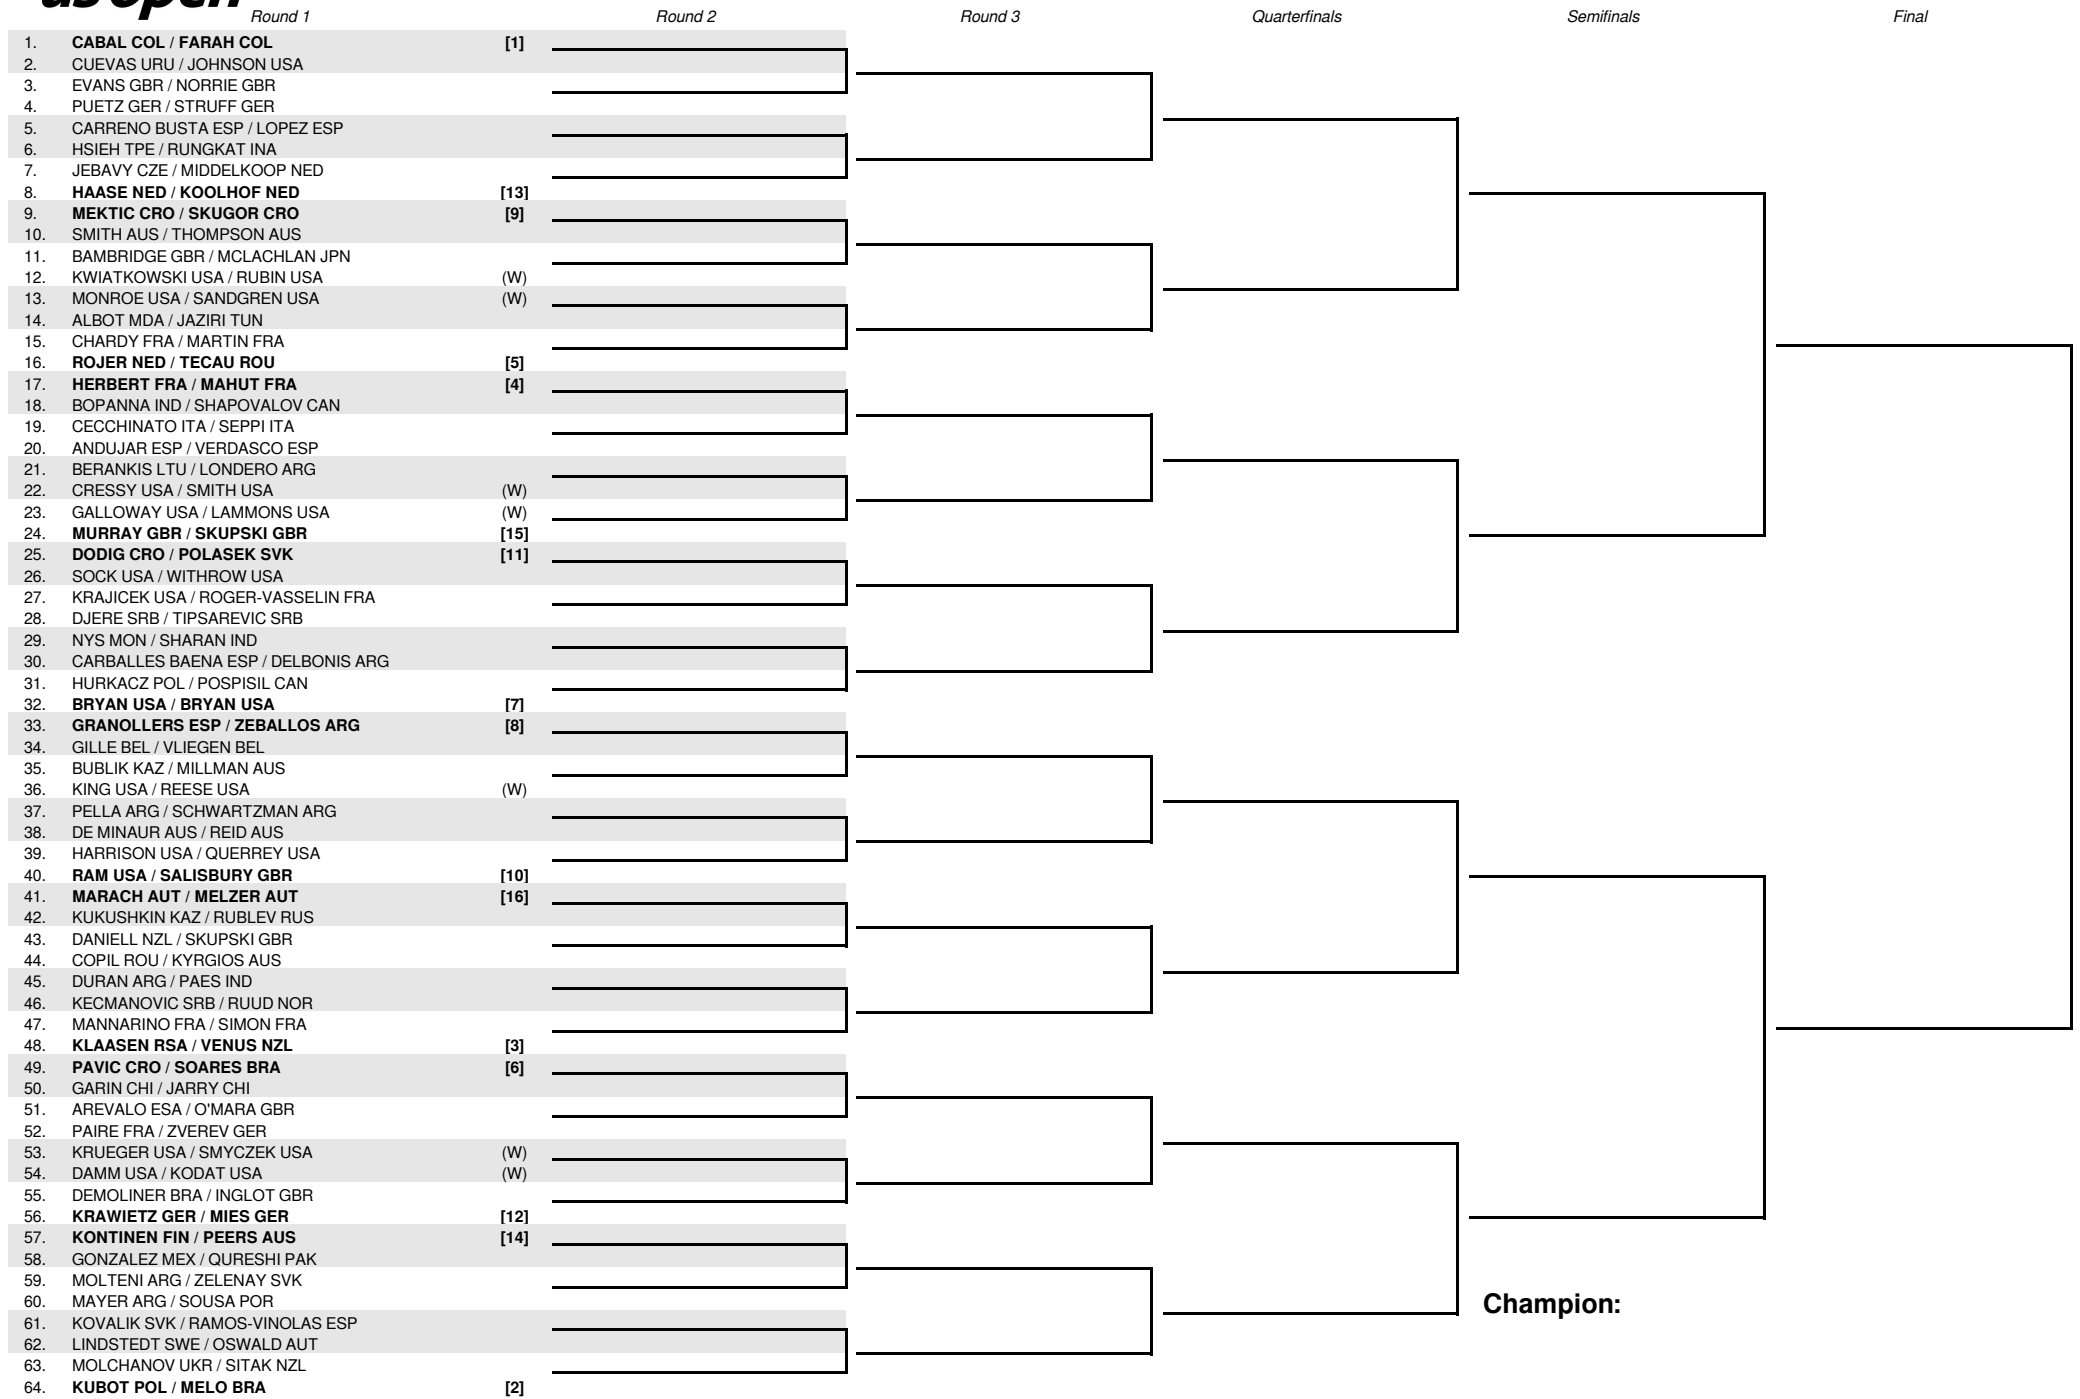 us open
Round 1 Round 2 Round 3 Quarterfinals Semifinals Final
1. CABAL COL / FARAH COL [1]
2. CUEVAS URU / JOHNSON USA
3. EVANS GBR / NORRIE GBR
4. PUETZ GER / STRUFF GER
5. CARRENO BUSTA ESP / LOPEZ ESP
6. HSIEH TPE / RUNGKAT INA
7. JEBAVY CZE / MIDDELKOOP NED
8. HAASE NED / KOOLHOF NED [13]
9. MEKTIC CRO / SKUGOR CRO [9]
10. SMITH AUS / THOMPSON AUS
11. BAMBRIDGE GBR / MCLACHLAN JPN
12. KWIATKOWSKI USA / RUBIN USA (W)
13. MONROE USA / SANDGREN USA (W)
14. ALBOT MDA / JAZIRI TUN
15. CHARDY FRA / MARTIN FRA
16. ROJER NED / TECAU ROU [5]
17. HERBERT FRA / MAHUT FRA [4]
18. BOPANNA IND / SHAPOVALOV CAN
19. CECCHINATO ITA / SEPPI ITA
20. ANDUJAR ESP / VERDASCO ESP
21. BERANKIS LTU / LONDERO ARG
22. CRESSY USA / SMITH USA (W)
23. GALLOWAY USA / LAMMONS USA (W)
24. MURRAY GBR / SKUPSKI GBR [15]
25. DODIG CRO / POLASEK SVK [11]
26. SOCK USA / WITHROW USA
27. KRAJICEK USA / ROGER-VASSELIN FRA
28. DJERE SRB / TIPSAREVIC SRB
29. NYS MON / SHARAN IND
30. CARBALLES BAENA ESP / DELBONIS ARG
31. HURKACZ POL / POSPISIL CAN
32. BRYAN USA / BRYAN USA [7]
33. GRANOLLERS ESP / ZEBALLOS ARG [8]
34. GILLE BEL / VLIEGEN BEL
35. BUBLIK KAZ / MILLMAN AUS
36. KING USA / REESE USA (W)
37. PELLA ARG / SCHWARTZMAN ARG
38. DE MINAUR AUS / REID AUS
39. HARRISON USA / QUERREY USA
40. RAM USA / SALISBURY GBR [10]
41. MARACH AUT / MELZER AUT [16]
42. KUKUSHKIN KAZ / RUBLEV RUS
43. DANIELL NZL / SKUPSKI GBR
44. COPIL ROU / KYRGIOS AUS
45. DURAN ARG / PAES IND
46. KECMANOVIC SRB / RUUD NOR
47. MANNARINO FRA / SIMON FRA
48. KLAASEN RSA / VENUS NZL [3]
49. PAVIC CRO / SOARES BRA [6]
50. GARIN CHI / JARRY CHI
51. AREVALO ESA / O'MARA GBR
52. PAIRE FRA / ZVEREV GER
53. KRUEGER USA / SMYCZEK USA (W)
54. DAMM USA / KODAT USA (W)
55. DEMOLINER BRA / INGLOT GBR
56. KRAWIETZ GER / MIES GER [12]
57. KONTINEN FIN / PEERS AUS [14]
58. GONZALEZ MEX / QURESHI PAK
59. MOLTENI ARG / ZELENAY SVK
60. MAYER ARG / SOUSA POR
Champion:
61. KOVALIK SVK / RAMOS-VINOLAS ESP
62. LINDSTEDT SWE / OSWALD AUT
63. MOLCHANOV UKR / SITAK NZL
64. KUBOT POL / MELO BRA [2]